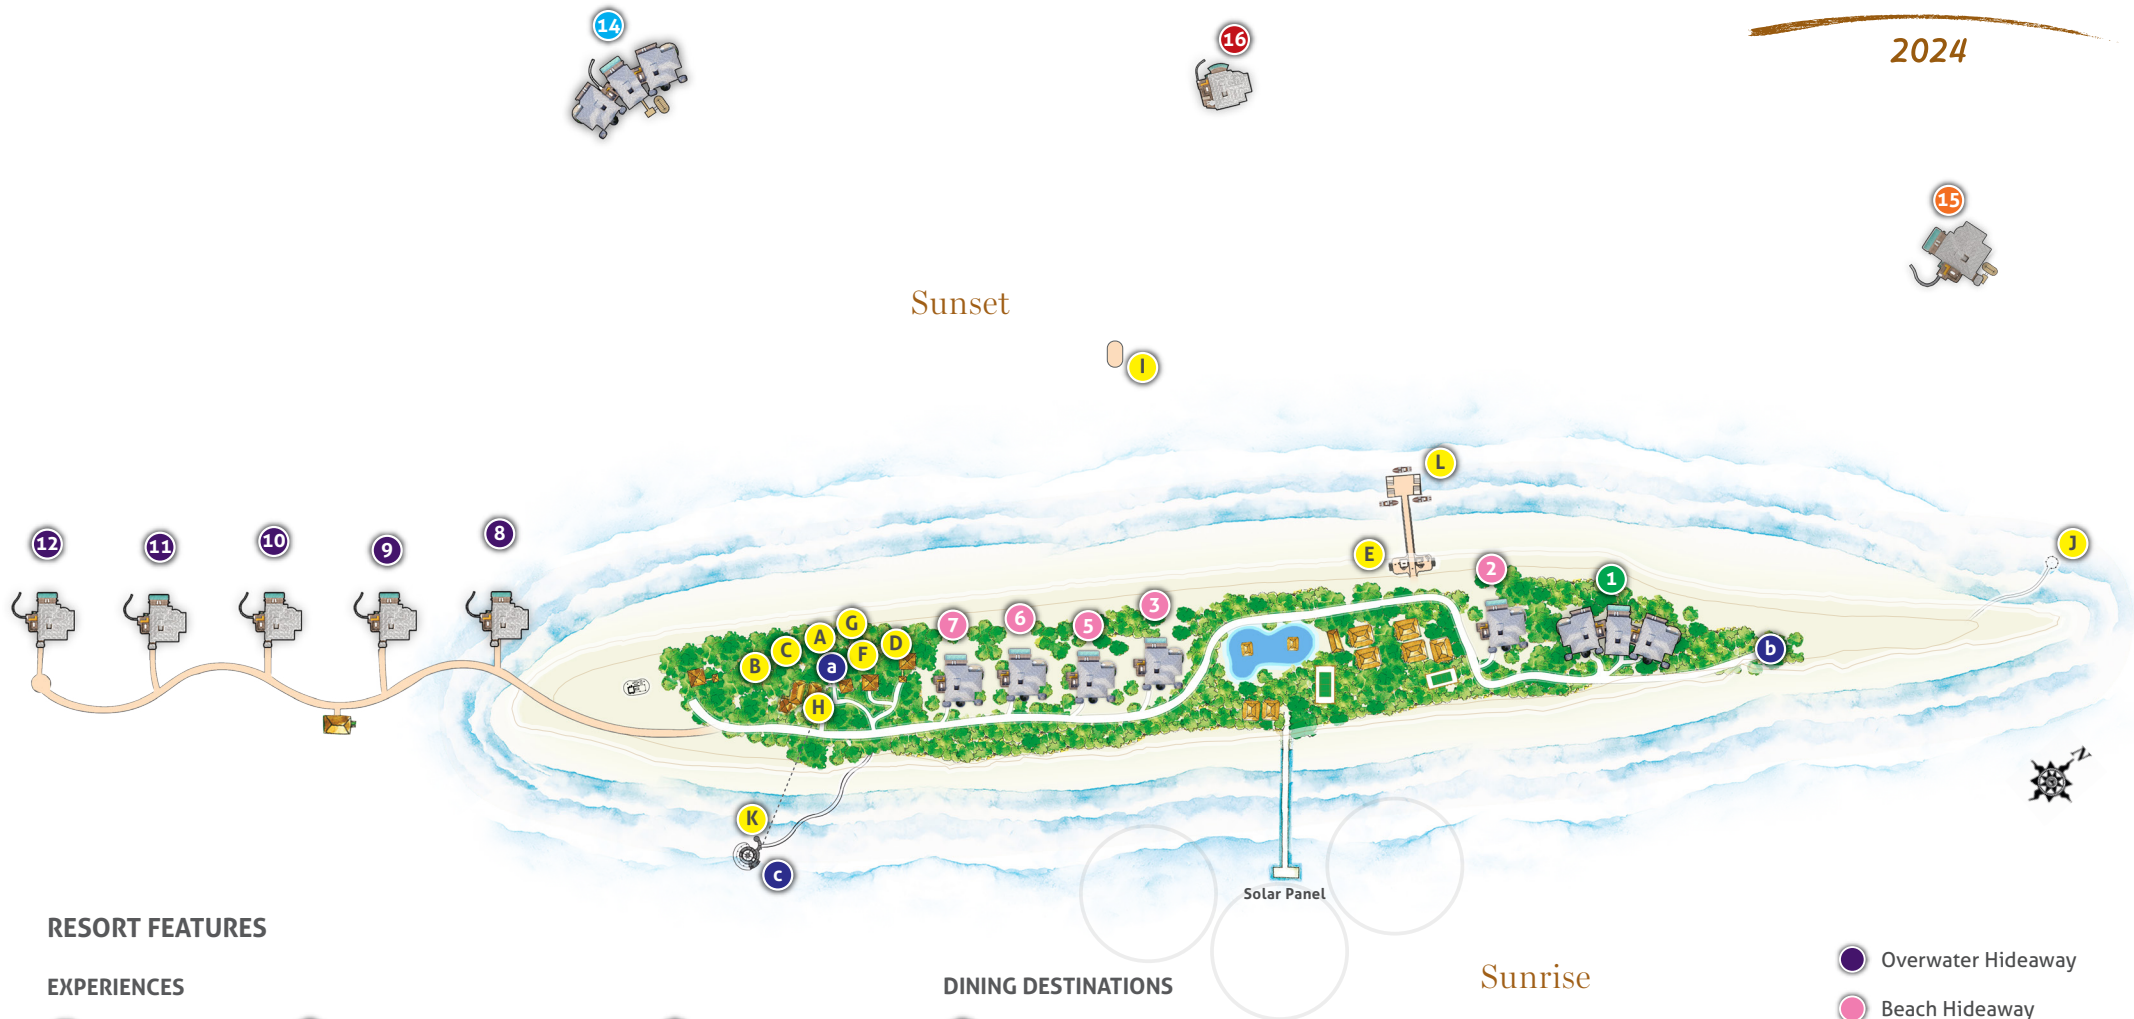 14
16
2024
15
Sunset
I
L
12
11
10
9
8
E
2
1
J
3
7
6
5
G
A
D
C
F
B
a
b
H
N
K
c
Solar Panel
RESORT FEATURES
Sunrise
Overwater Hideaway
EXPERIENCES
DINING DESTINATIONS
Beach Hideaway